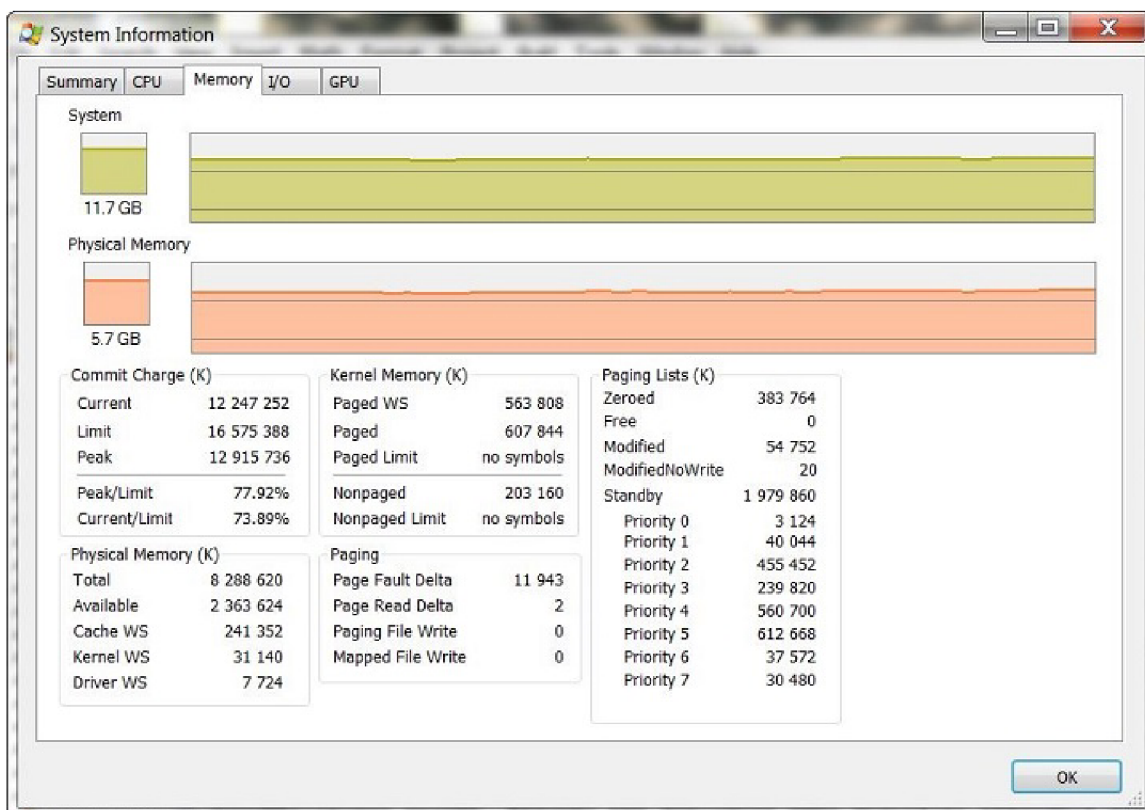 System Information
Summary CPU Memory I/O GPU
System
11.7 GB
Physical Memory
5.7 GB
Commit Charge (K)
Current 12 247 252
Limit 16 575 388
Peak 12 915 736
Peak/Limit 77.92%
Current/Limit 73.89%
Physical Memory (K)
Total 8 288 620
Available 2 363 624
Cache WS 241 352
Kernel WS 31 140
Driver WS 7 724
Kernel Memory (K)
Paged WS 563 808
Paged 607 844
Paged Limit no symbols
Nonpaged 203 160
Nonpaged Limit no symbols
Paging
Page Fault Delta 11 943
Page Read Delta 2
Paging File Write 0
Mapped File Write 0
Paging Lists (K)
Zeroed 383 764
Free 0
Modified 54 752
ModifiedNoWrite 20
Standby 1 979 860
Priority 0 3 124
Priority 1 40 044
Priority 2 455 452
Priority 3 239 820
Priority 4 560 700
Priority 5 612 668
Priority 6 37 572
Priority 7 30 480
OK